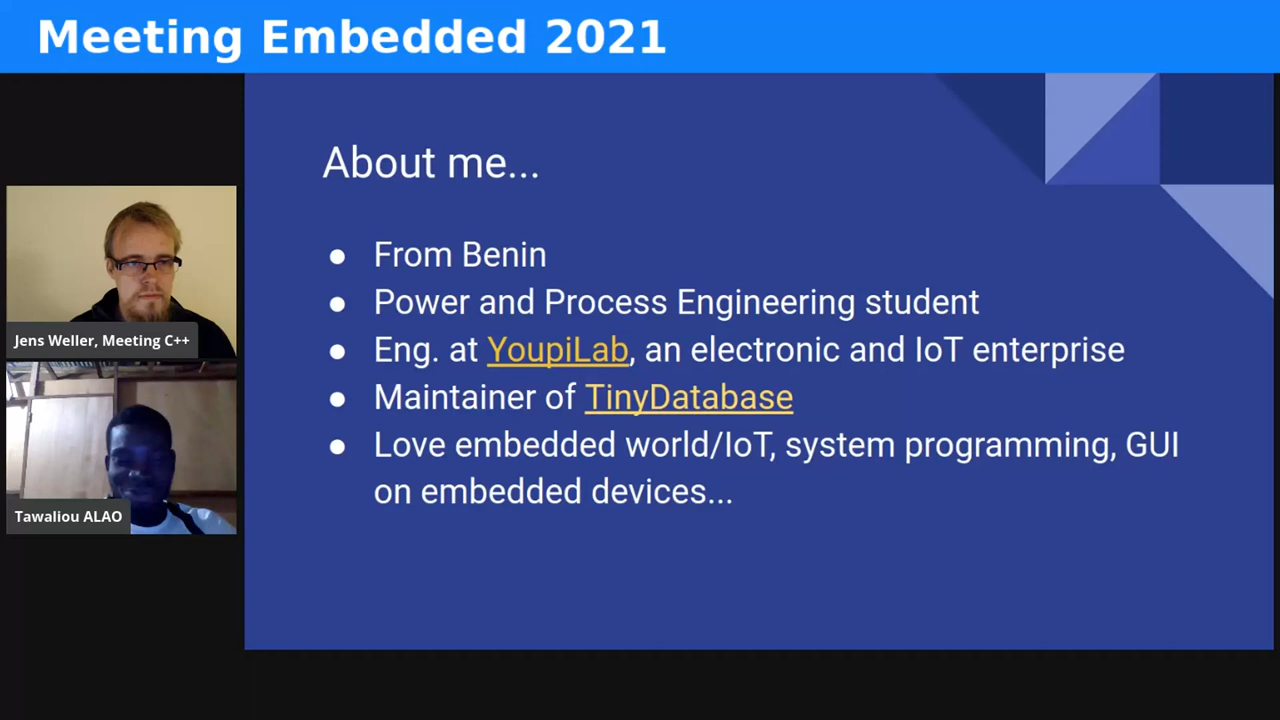 Meeting Embedded 2021
About me...
● From Benin
● Power and Process Engineering student
● Eng. at YoupiLab, an electronic and IoT enterprise
● Maintainer of TinyDatabase
● Love embedded world/IoT, system programming, GUI
on embedded devices...
Jens Weller, Meeting C++
Tawaliou ALAO